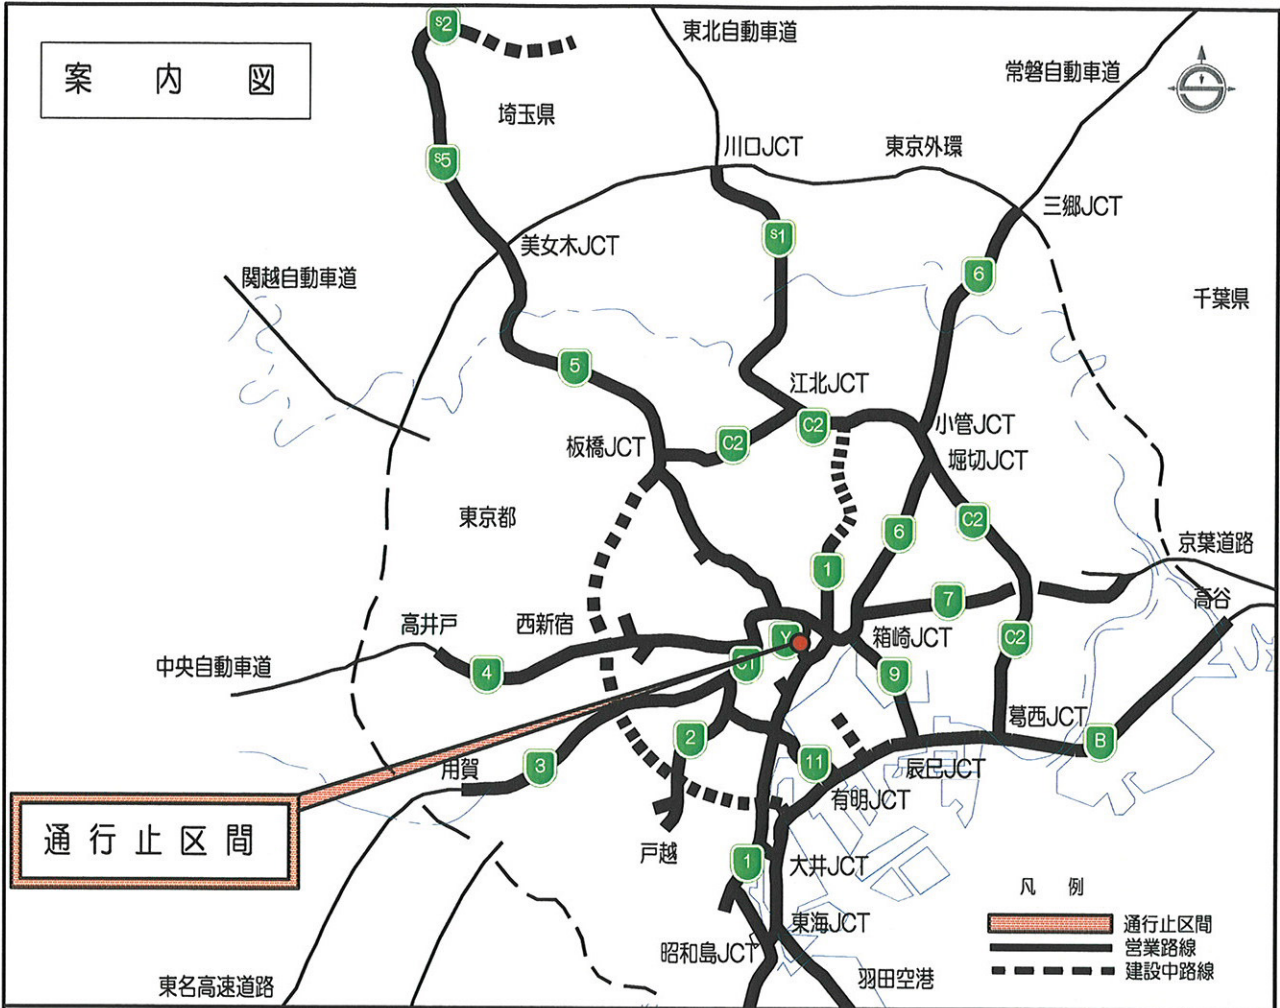 案内図
S2
東北自動車道
常磐自動車道
埼玉県
川口JCT
東京外環
S5
三郷JCT
S1
美女木JCT
6
関越自動車道
千葉県
5
江北JCT
C2
小菅JCT
板橋JCT
C2
堀切JCT
東京都
C2
6
京葉道路
1
7
高谷
高井戸
西新宿
Y
箱崎JCT
C2
中央自動車道
4
C1
9
葛西JCT
2
B
用賀
3
11
辰巳JCT
有明JCT
通行止区間
戸越
1
大井JCT
凡例
東海JCT
通行止区間
昭和島JCT
営業路線
羽田空港
建設中路線
東名高速道路